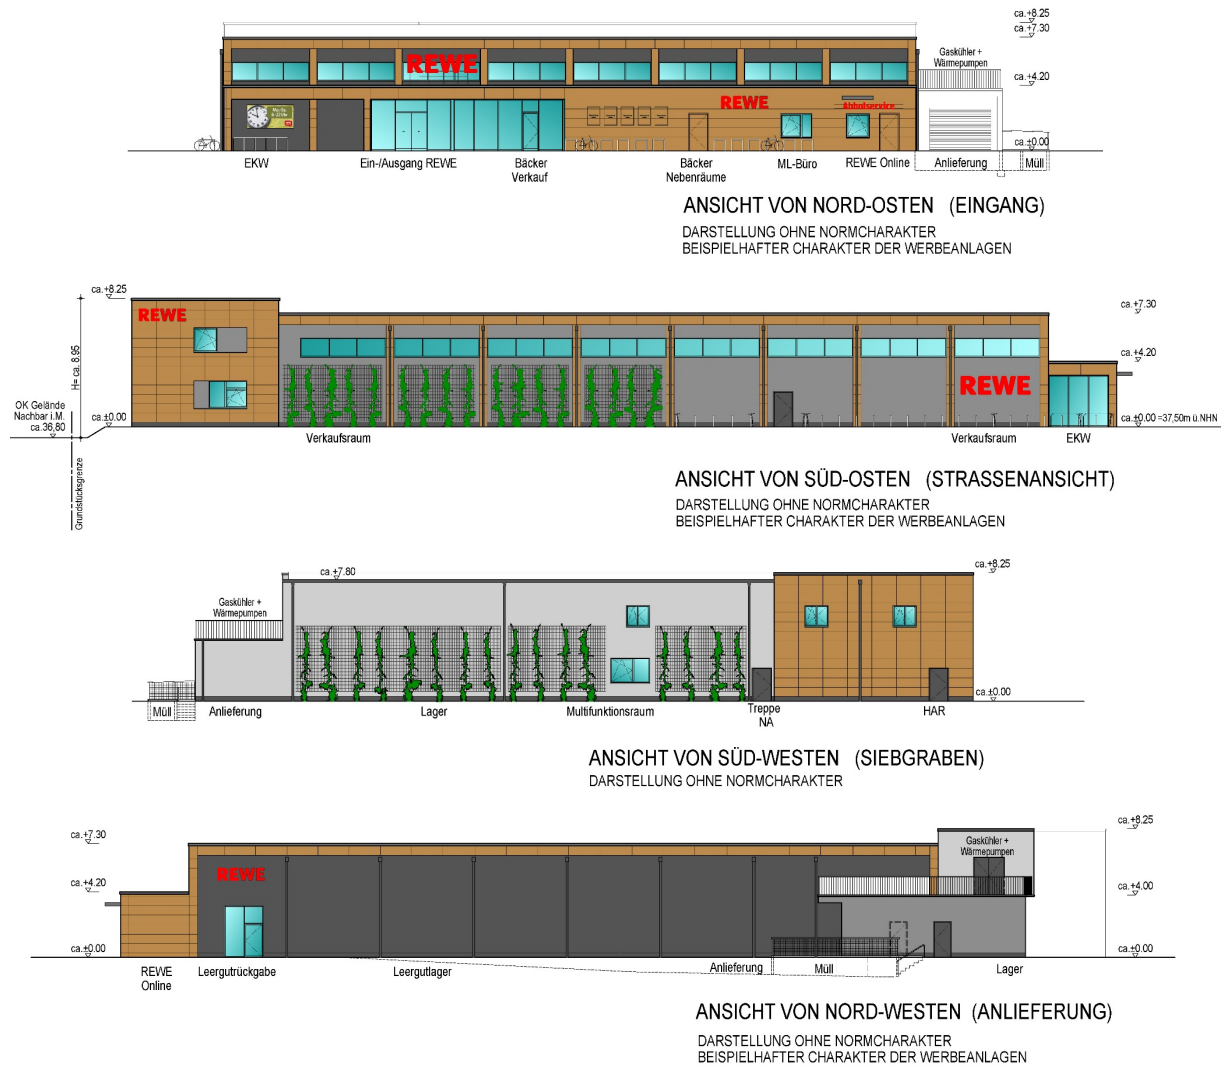 ca.+8.25
ca.+7.30
Gaskühler +
Wärmepumpen
ca.+4.20
REWE
REWE
Abholservice
ca.±0.00
EKW
Ein-/Ausgang REWE
Bäcker
Verkauf
Bäcker
Nebenräume
ML-Büro
REWE Online
Anlieferung
Müll
ANSICHT VON NORD-OSTEN (EINGANG)
DARSTELLUNG OHNE NORMCHARAKTER
BEISPIELHAFTER CHARAKTER DER WERBEANLAGEN
ca.+8.25
ca.+7.30
REWE
H= ca. 8.95
ca.+4.20
REWE
OK Gelände
Nachbar i.M.
ca.36,80
ca.±0.00
ca.±0.00 =37,50m ü.NHN
Verkaufsraum
Verkaufsraum
EKW
Grundstücksgrenze
ANSICHT VON SÜD-OSTEN (STRASSENANSICHT)
DARSTELLUNG OHNE NORMCHARAKTER
BEISPIELHAFTER CHARAKTER DER WERBEANLAGEN
ca.+7.80
ca.+8.25
Gaskühler +
Wärmepumpen
ca.±0.00
Müll
Anlieferung
Lager
Multifunktionsraum
Treppe
NA
HAR
ANSICHT VON SÜD-WESTEN (SIEBGRABEN)
DARSTELLUNG OHNE NORMCHARAKTER
ca.+7.30
ca.+8.25
Gaskühler +
Wärmepumpen
REWE
ca.+4.20
ca.+4.00
ca.±0.00
ca.±0.00
REWE
Online
Leergutrückgabe
Leergutlager
Anlieferung
Müll
Lager
ANSICHT VON NORD-WESTEN (ANLIEFERUNG)
DARSTELLUNG OHNE NORMCHARAKTER
BEISPIELHAFTER CHARAKTER DER WERBEANLAGEN